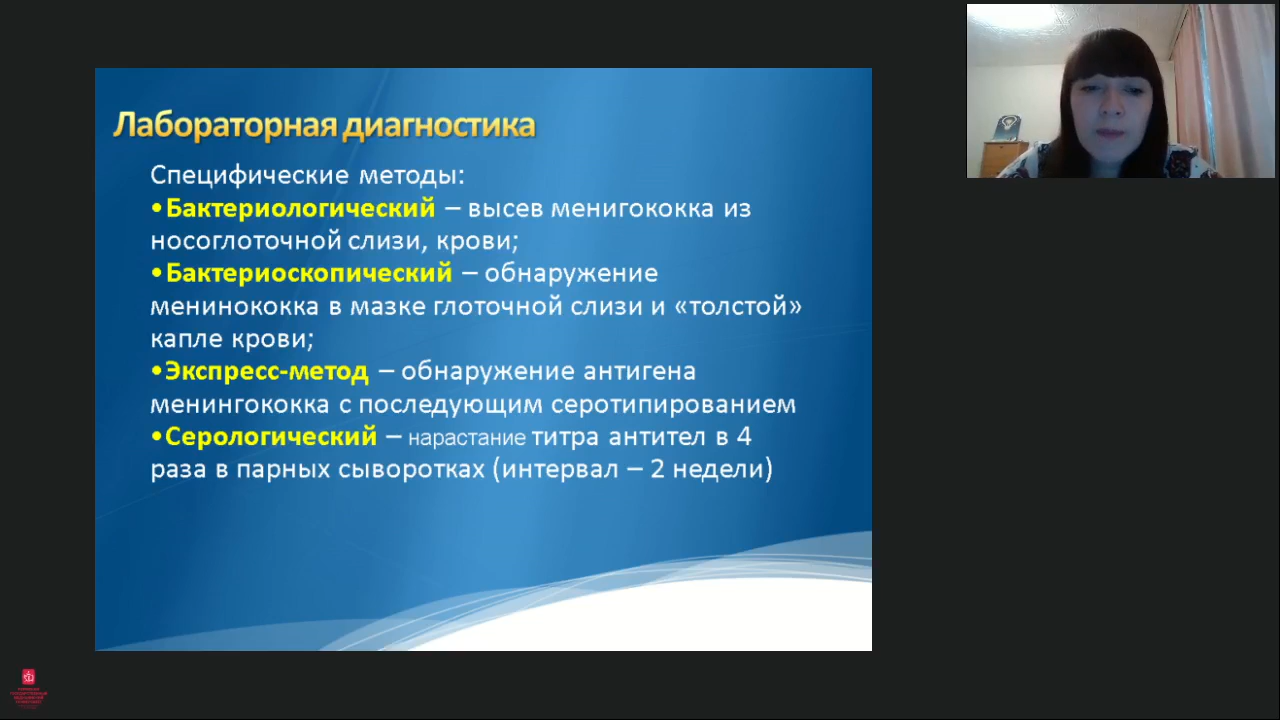 Лабораторная диагностика
Специфические методы:
•Бактериологический – высев менигококка из
носоглоточной слизи, крови;
•Бактериоскопический – обнаружение
менинококка в мазке глоточной слизи и «толстой»
капле крови;
•Экспресс-метод – обнаружение антигена
менингококка с последующим серотипированием
•Серологический – нарастание титра антител в 4
раза в парных сыворотках (интервал – 2 недели)